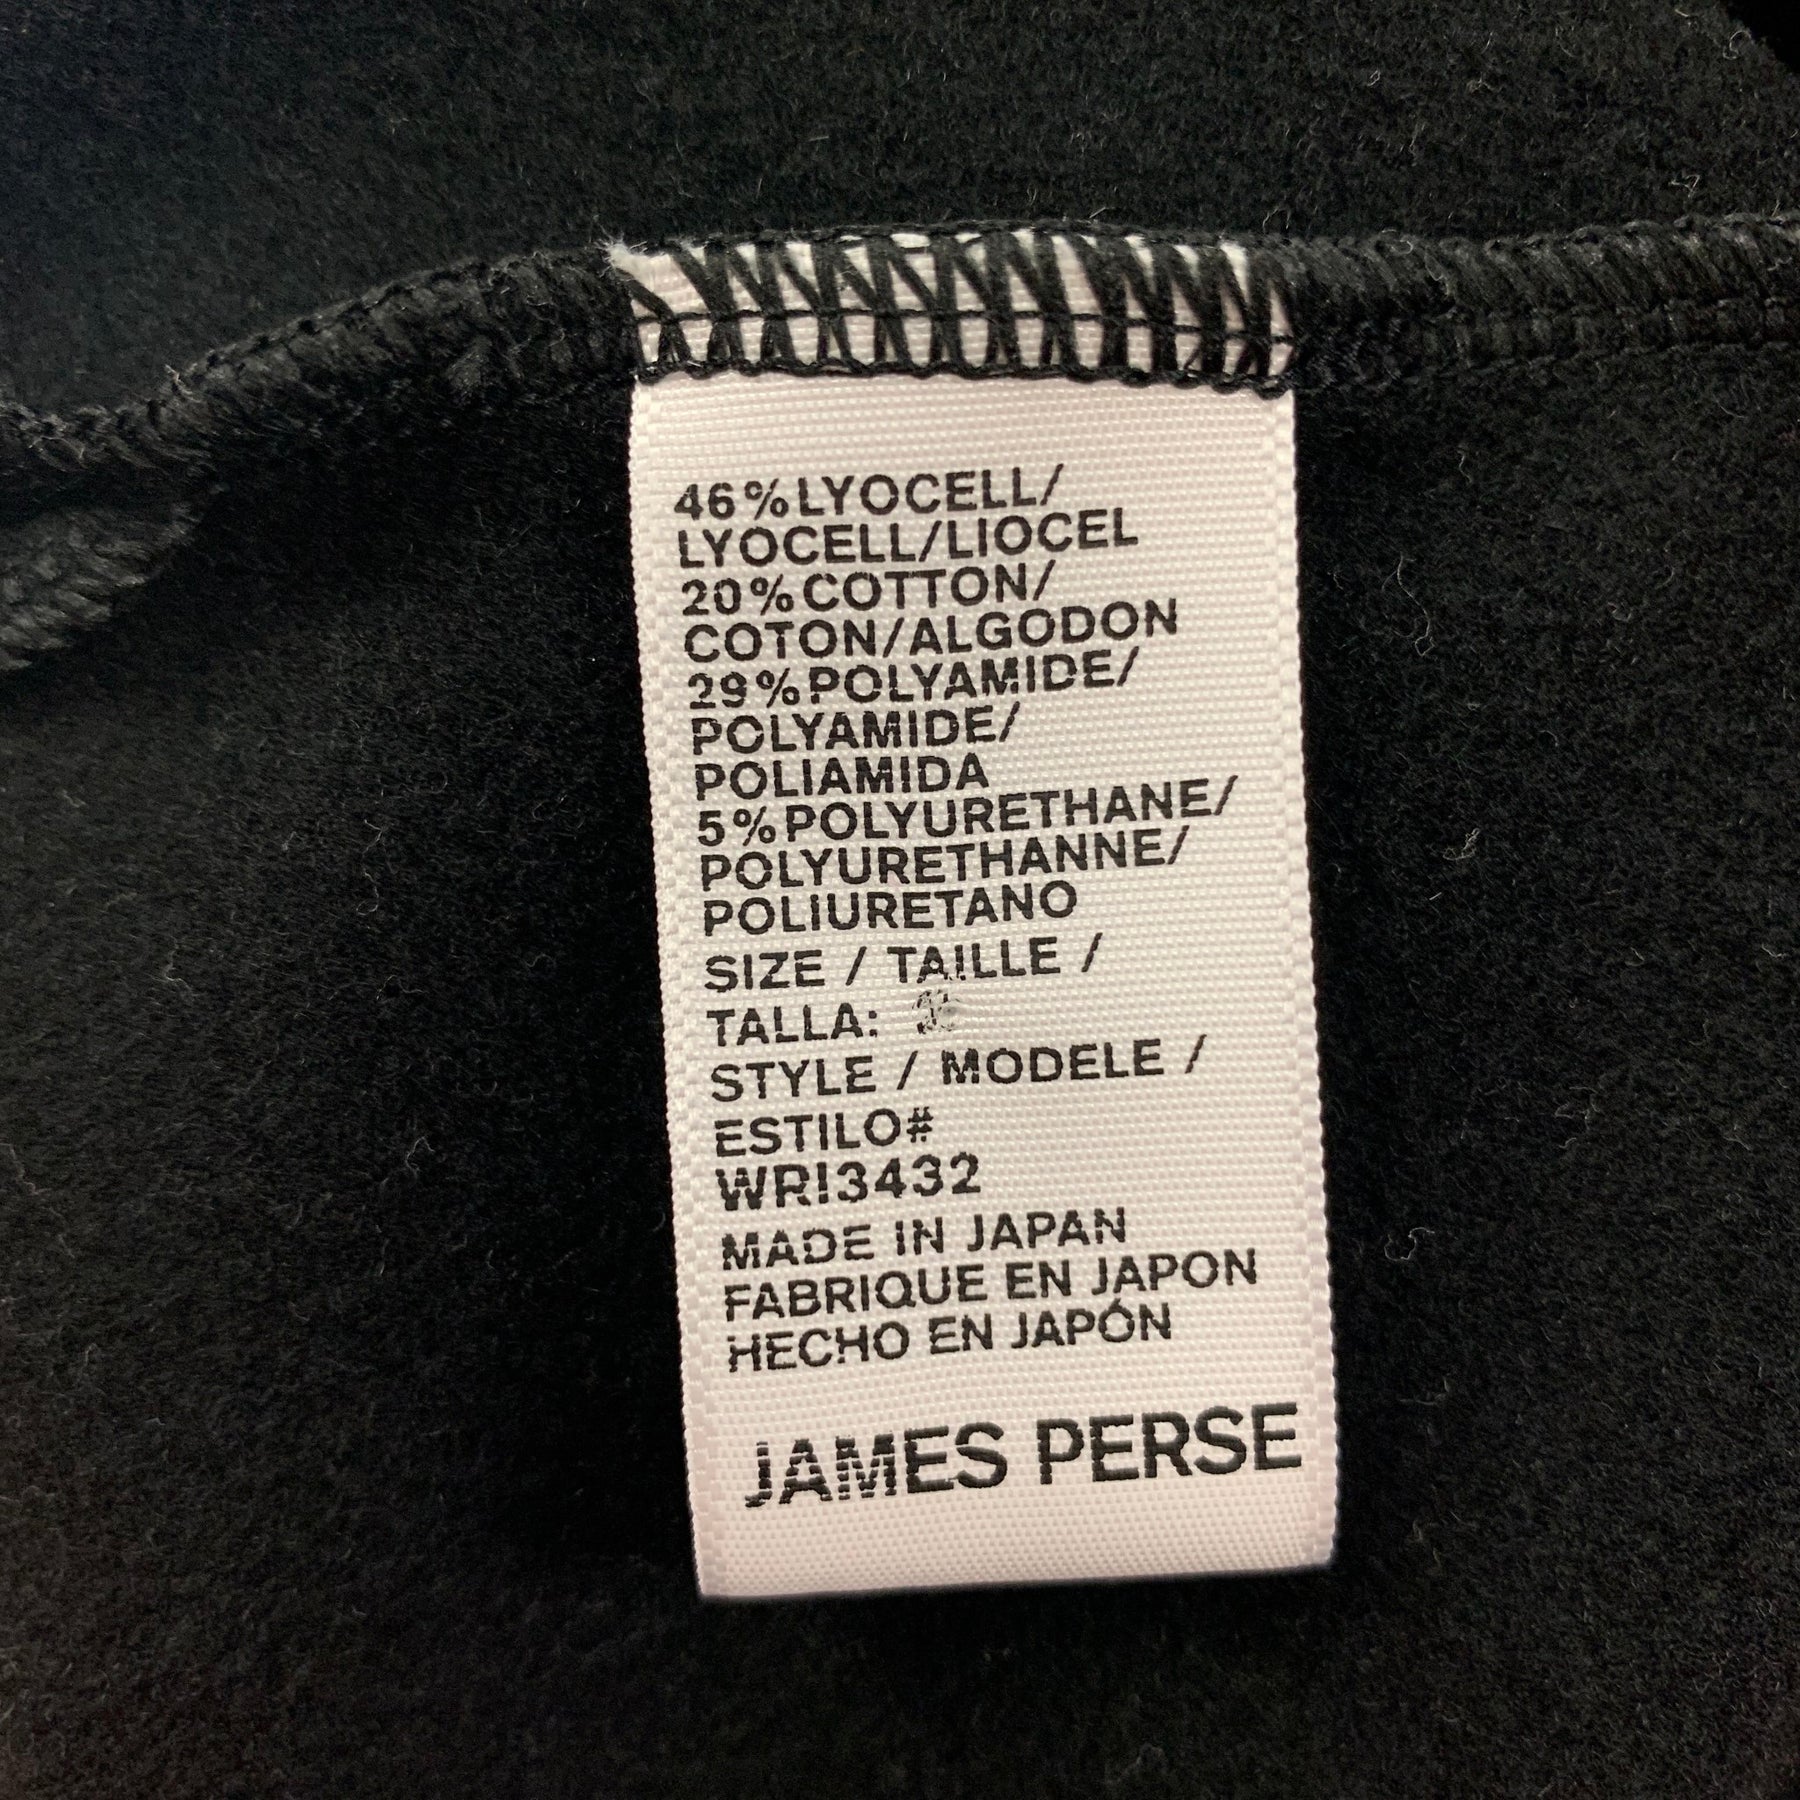 46%LYOCELL/
LYOCELL/LIOCEL
20%COTTON/
COTON/ALGODON
29%POLYAMIDE/
POLYAMIDE/
POLIAMIDA
5%POLYURETHANE/
POLYURETHANNE/
POLIURETANO
SIZE / TAILLE /
TALLA:
STYLE / MODELE /
ESTILO#
WRI3432
MADE IN JAPAN
FABRIQUE EN JAPON
HECHO EN JAPÓN
JAMES PERSE